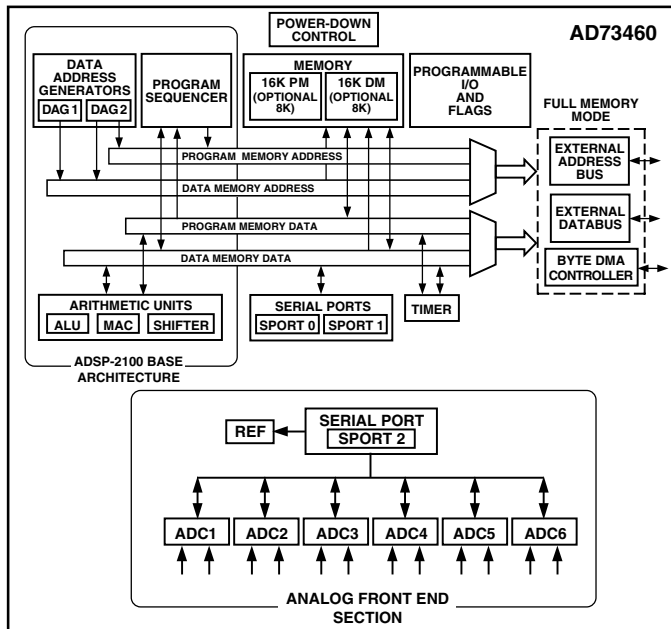 AD73460
POWER-DOWN
CONTROL
DATA
ADDRESS
GENERATORS
DAG 1
DAG 2
PROGRAM
SEQUENCER
MEMORY
16K PM
(OPTIONAL
8K)
16K DM
(OPTIONAL
8K)
PROGRAMMABLE
I/O
AND
FLAGS
FULL MEMORY
MODE
PROGRAM MEMORY ADDRESS
DATA MEMORY ADDRESS
PROGRAM MEMORY DATA
DATA MEMORY DATA
EXTERNAL
ADDRESS
BUS
EXTERNAL
DATABUS
BYTE DMA
CONTROLLER
ARITHMETIC UNITS
ALU
MAC
SHIFTER
SERIAL PORTS
SPORT 0
SPORT 1
TIMER
ADSP-2100 BASE
ARCHITECTURE
REF
SERIAL PORT
SPORT 2
ADC1
ADC2
ADC3
ADC4
ADC5
ADC6
ANALOG FRONT END
SECTION